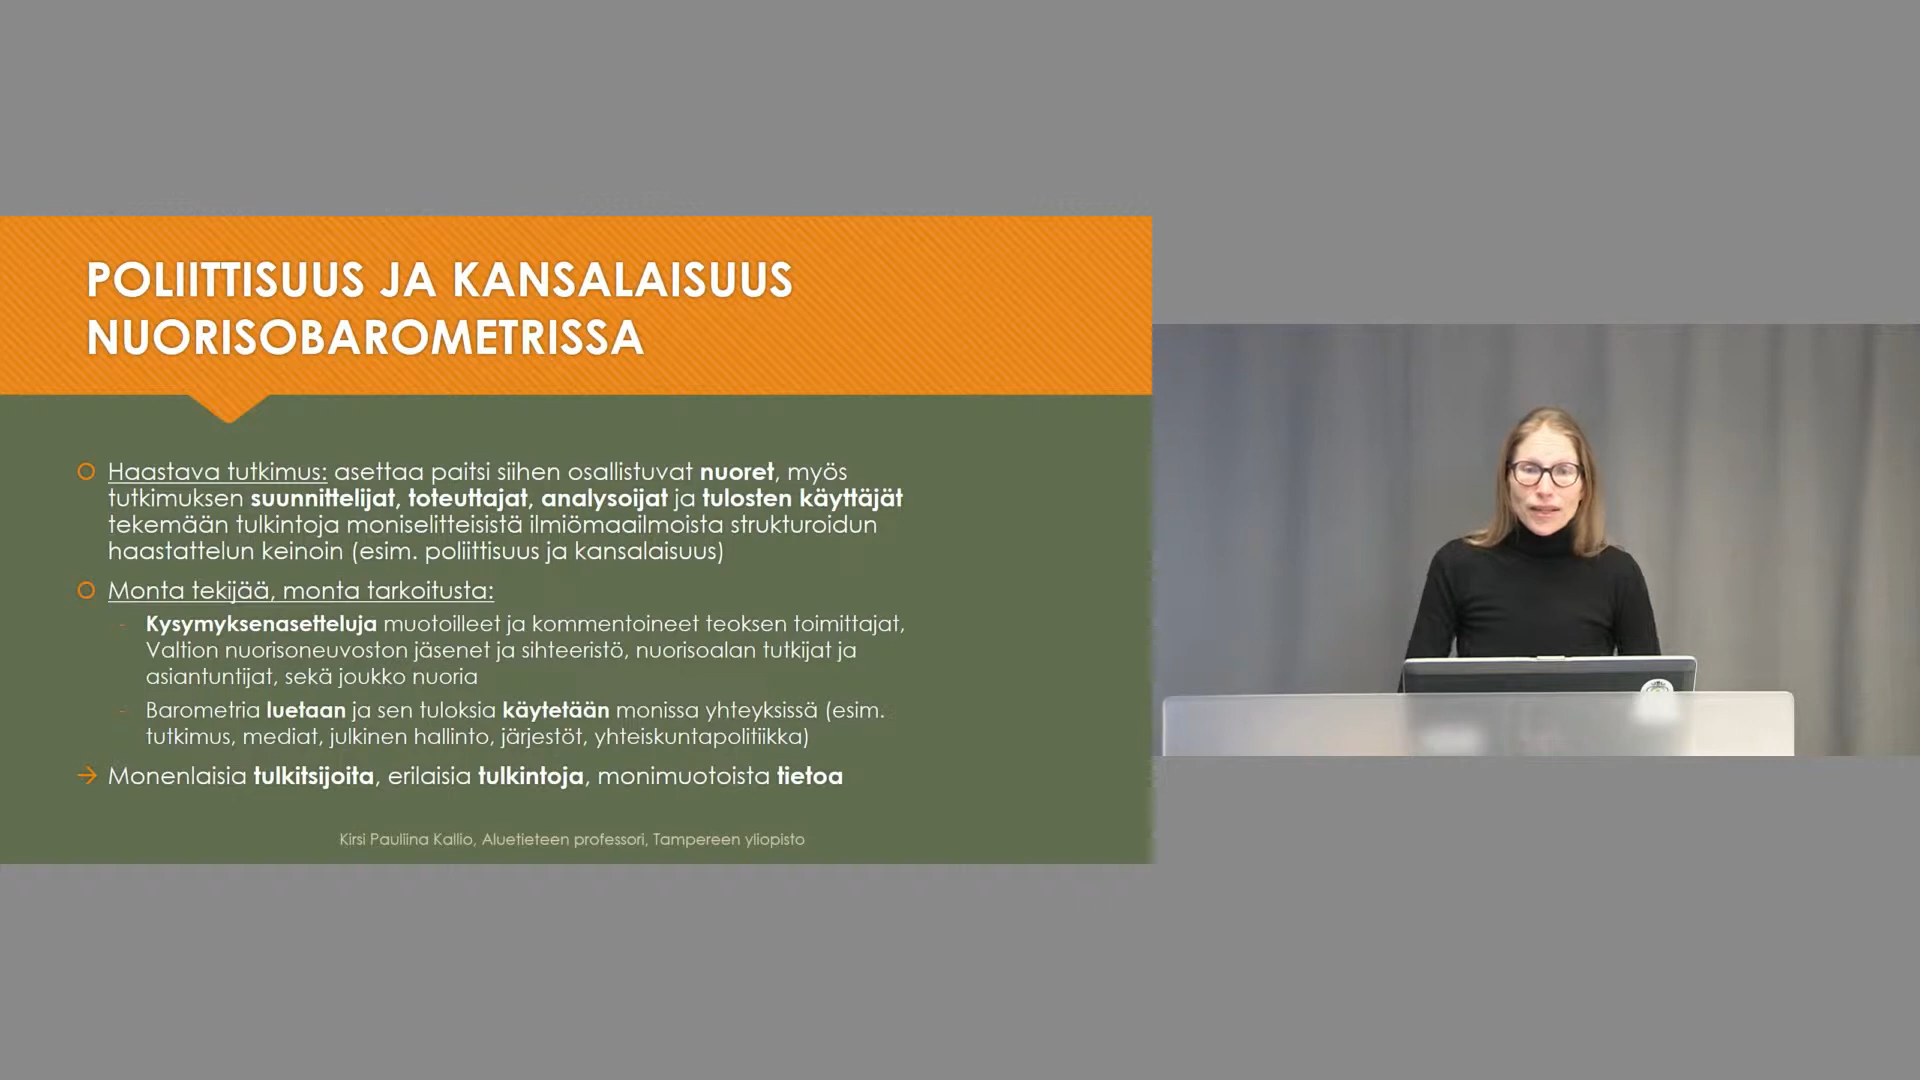 POLIITTISUUS JA KANSALAISUUS
NUORISOBAROMETRISSA
Haastava tutkimus: asettaa paitsi siihen osallistuvat nuoret, myös
tutkimuksen suunnittelijat, toteuttajat, analysoijat ja tulosten käyttäjät
tekemään tulkintoja moniselitteisistä ilmiömaailmoista strukturoidun
haastattelun keinoin (esim. poliittisuus ja kansalaisuus)
Monta tekijää, monta tarkoitusta:
- Kysymyksenasetteluja muotoilleet ja kommentoineet teoksen toimittajat,
Valtion nuorisoneuvoston jäsenet ja sihteeristö, nuorisoalan tutkijat ja
asiantuntijat, sekä joukko nuoria
- Barometria luetaan ja sen tuloksia käytetään monissa yhteyksissä (esim.
tutkimus, mediat, julkinen hallinto, järjestöt, yhteiskuntapolitiikka)
→ Monenlaisia tulkitsijoita, erilaisia tulkintoja, monimuotoista tietoa
Kirsi Pauliina Kallio, Aluetieteen professori, Tampereen yliopisto